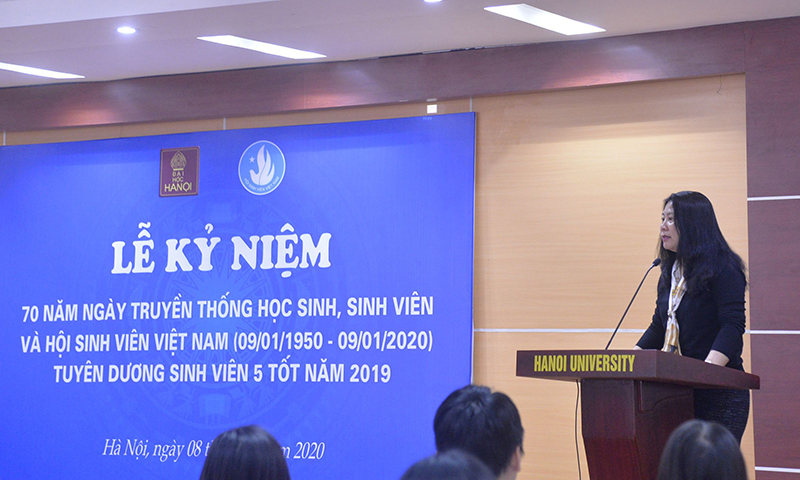 ĐẠI
HỌC
HÀNỘI
LỄ KỶ NIỆM
70 NĂM NGÀY TRUYỀN THỐNG HỌC SINH, SINH VIÊN
VÀ HỘI SINH VIÊN VIỆT NAM (09/01/1950 - 09/01/2020)
TUYÊN DƯƠNG SINH VIÊN 5 TỐT NĂM 2019
Hà Nội, ngày 08 2020
HANOI UNIVERSITY